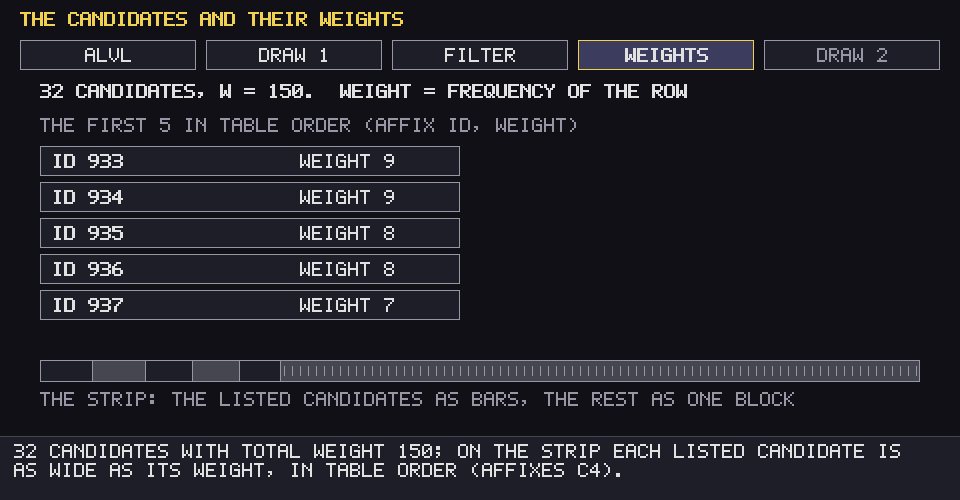 THE CANDIDATES AND THEIR WEIGHTS
ALVL DRAW 1 FILTER WEIGHTS DRAW 2
32 CANDIDATES, W = 150. WEIGHT = FREQUENCY OF THE ROW
THE FIRST 5 IN TABLE ORDER (AFFIX ID, WEIGHT)
ID 933 WEIGHT 9
ID 934 WEIGHT 9
ID 935 WEIGHT 8
ID 936 WEIGHT 8
ID 937 WEIGHT 7
THE STRIP: THE LISTED CANDIDATES AS BARS, THE REST AS ONE BLOCK
32 CANDIDATES WITH TOTAL WEIGHT 150; ON THE STRIP EACH LISTED CANDIDATE IS
AS WIDE AS ITS WEIGHT, IN TABLE ORDER (AFFIXES C4).